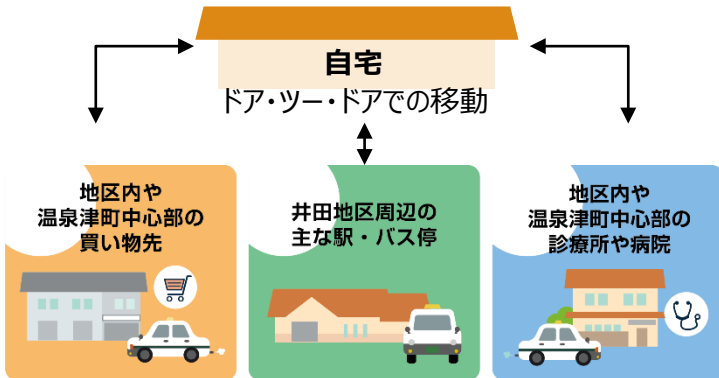 自宅
ドア・ツー・ドアでの移動
地区内や
温泉津町中心部の
買い物先
井田地区周辺の
主な駅・バス停
地区内や
温泉津町中心部の
診療所や病院